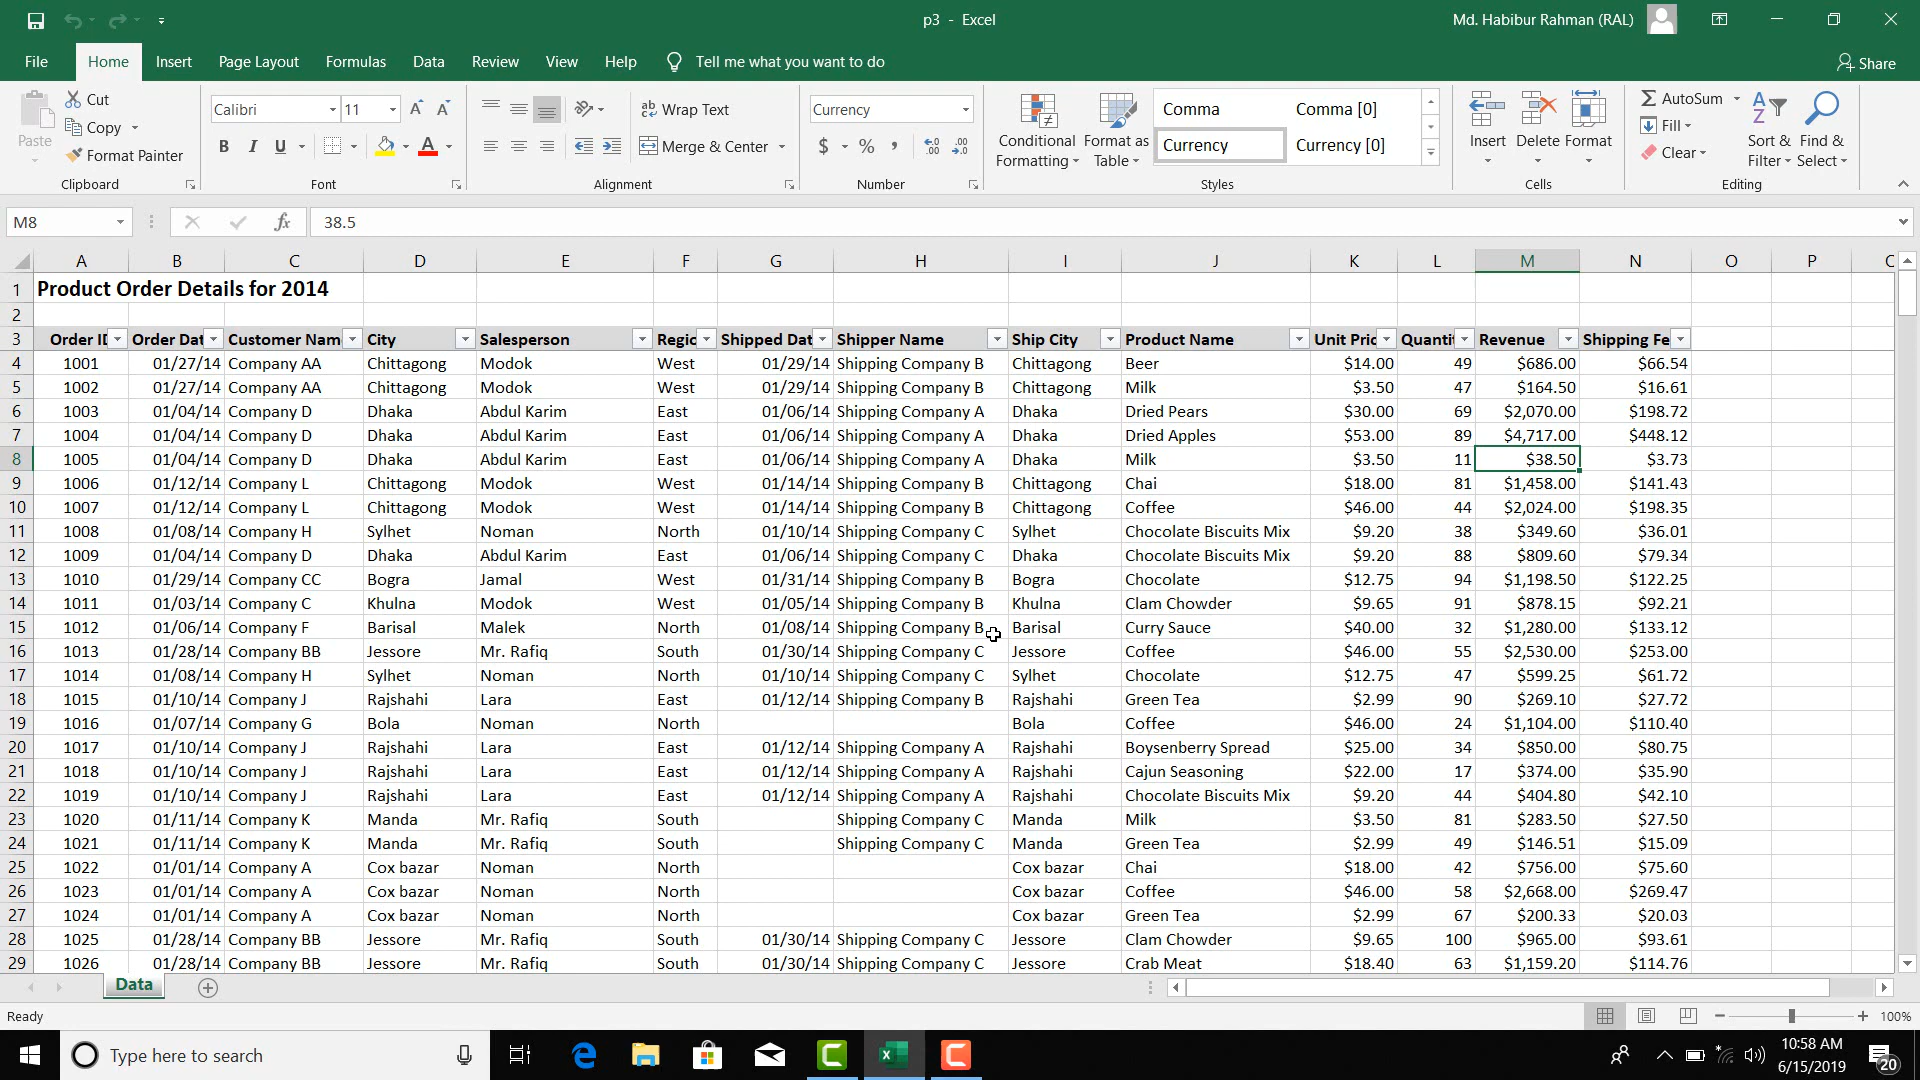 p3 - Excel
Md. Habibur Rahman (RAL)
File Home Insert Page Layout Formulas Data Review View Help Tell me what you want to do Share
Paste Cut Copy Format Painter Clipboard
Calibri 11 A A B I U A Font
Wrap Text Merge & Center Alignment
Currency $ % , Number
Conditional Formatting Format as Table Comma Comma [0] Currency Currency [0] Styles
Insert Delete Format Cells
AutoSum Fill Clear Sort & Filter Find & Select Editing
M8 fx 38.5
A B C D E F G H I J K L M N O P
1 Product Order Details for 2014
2
3 Order ID Order Dat Customer Nam City Salesperson Regio Shipped Dat Shipper Name Ship City Product Name Unit Pric Quantit Revenue Shipping Fe
4 1001 01/27/14 Company AA Chittagong Modok West 01/29/14 Shipping Company B Chittagong Beer $14.00 49 $686.00 $66.54
5 1002 01/27/14 Company AA Chittagong Modok West 01/29/14 Shipping Company B Chittagong Milk $3.50 47 $164.50 $16.61
6 1003 01/04/14 Company D Dhaka Abdul Karim East 01/06/14 Shipping Company A Dhaka Dried Pears $30.00 69 $2,070.00 $198.72
7 1004 01/04/14 Company D Dhaka Abdul Karim East 01/06/14 Shipping Company A Dhaka Dried Apples $53.00 89 $4,717.00 $448.12
8 1005 01/04/14 Company D Dhaka Abdul Karim East 01/06/14 Shipping Company A Dhaka Milk $3.50 11 $38.50 $3.73
9 1006 01/12/14 Company L Chittagong Modok West 01/14/14 Shipping Company B Chittagong Chai $18.00 81 $1,458.00 $141.43
10 1007 01/12/14 Company L Chittagong Modok West 01/14/14 Shipping Company B Chittagong Coffee $46.00 44 $2,024.00 $198.35
11 1008 01/08/14 Company H Sylhet Noman North 01/10/14 Shipping Company C Sylhet Chocolate Biscuits Mix $9.20 38 $349.60 $36.01
12 1009 01/04/14 Company D Dhaka Abdul Karim East 01/06/14 Shipping Company C Dhaka Chocolate Biscuits Mix $9.20 88 $809.60 $79.34
13 1010 01/29/14 Company CC Bogra Jamal West 01/31/14 Shipping Company B Bogra Chocolate $12.75 94 $1,198.50 $122.25
14 1011 01/03/14 Company C Khulna Modok West 01/05/14 Shipping Company B Khulna Clam Chowder $9.65 91 $878.15 $92.21
15 1012 01/06/14 Company F Barisal Malek North 01/08/14 Shipping Company B Barisal Curry Sauce $40.00 32 $1,280.00 $133.12
16 1013 01/28/14 Company BB Jessore Mr. Rafiq South 01/30/14 Shipping Company C Jessore Coffee $46.00 55 $2,530.00 $253.00
17 1014 01/08/14 Company H Sylhet Noman North 01/10/14 Shipping Company C Sylhet Chocolate $12.75 47 $599.25 $61.72
18 1015 01/10/14 Company J Rajshahi Lara East 01/12/14 Shipping Company B Rajshahi Green Tea $2.99 90 $269.10 $27.72
19 1016 01/07/14 Company G Bola Noman North Bola Coffee $46.00 24 $1,104.00 $110.40
20 1017 01/10/14 Company J Rajshahi Lara East 01/12/14 Shipping Company A Rajshahi Boysenberry Spread $25.00 34 $850.00 $80.75
21 1018 01/10/14 Company J Rajshahi Lara East 01/12/14 Shipping Company A Rajshahi Cajun Seasoning $22.00 17 $374.00 $35.90
22 1019 01/10/14 Company J Rajshahi Lara East 01/12/14 Shipping Company A Rajshahi Chocolate Biscuits Mix $9.20 44 $404.80 $42.10
23 1020 01/11/14 Company K Manda Mr. Rafiq South Shipping Company C Manda Milk $3.50 81 $283.50 $27.50
24 1021 01/11/14 Company K Manda Mr. Rafiq South Shipping Company C Manda Green Tea $2.99 49 $146.51 $15.09
25 1022 01/01/14 Company A Cox bazar Noman North Cox bazar Chai $18.00 42 $756.00 $75.60
26 1023 01/01/14 Company A Cox bazar Noman North Cox bazar Coffee $46.00 58 $2,668.00 $269.47
27 1024 01/01/14 Company A Cox bazar Noman North Cox bazar Green Tea $2.99 67 $200.33 $20.03
28 1025 01/28/14 Company BB Jessore Mr. Rafiq South 01/30/14 Shipping Company C Jessore Clam Chowder $9.65 100 $965.00 $93.61
29 1026 01/28/14 Company BB Jessore Mr. Rafiq South 01/30/14 Shipping Company C Jessore Crab Meat $18.40 63 $1,159.20 $114.76
Data
Ready 100%
Type here to search 10:58 AM
6/15/2019 20